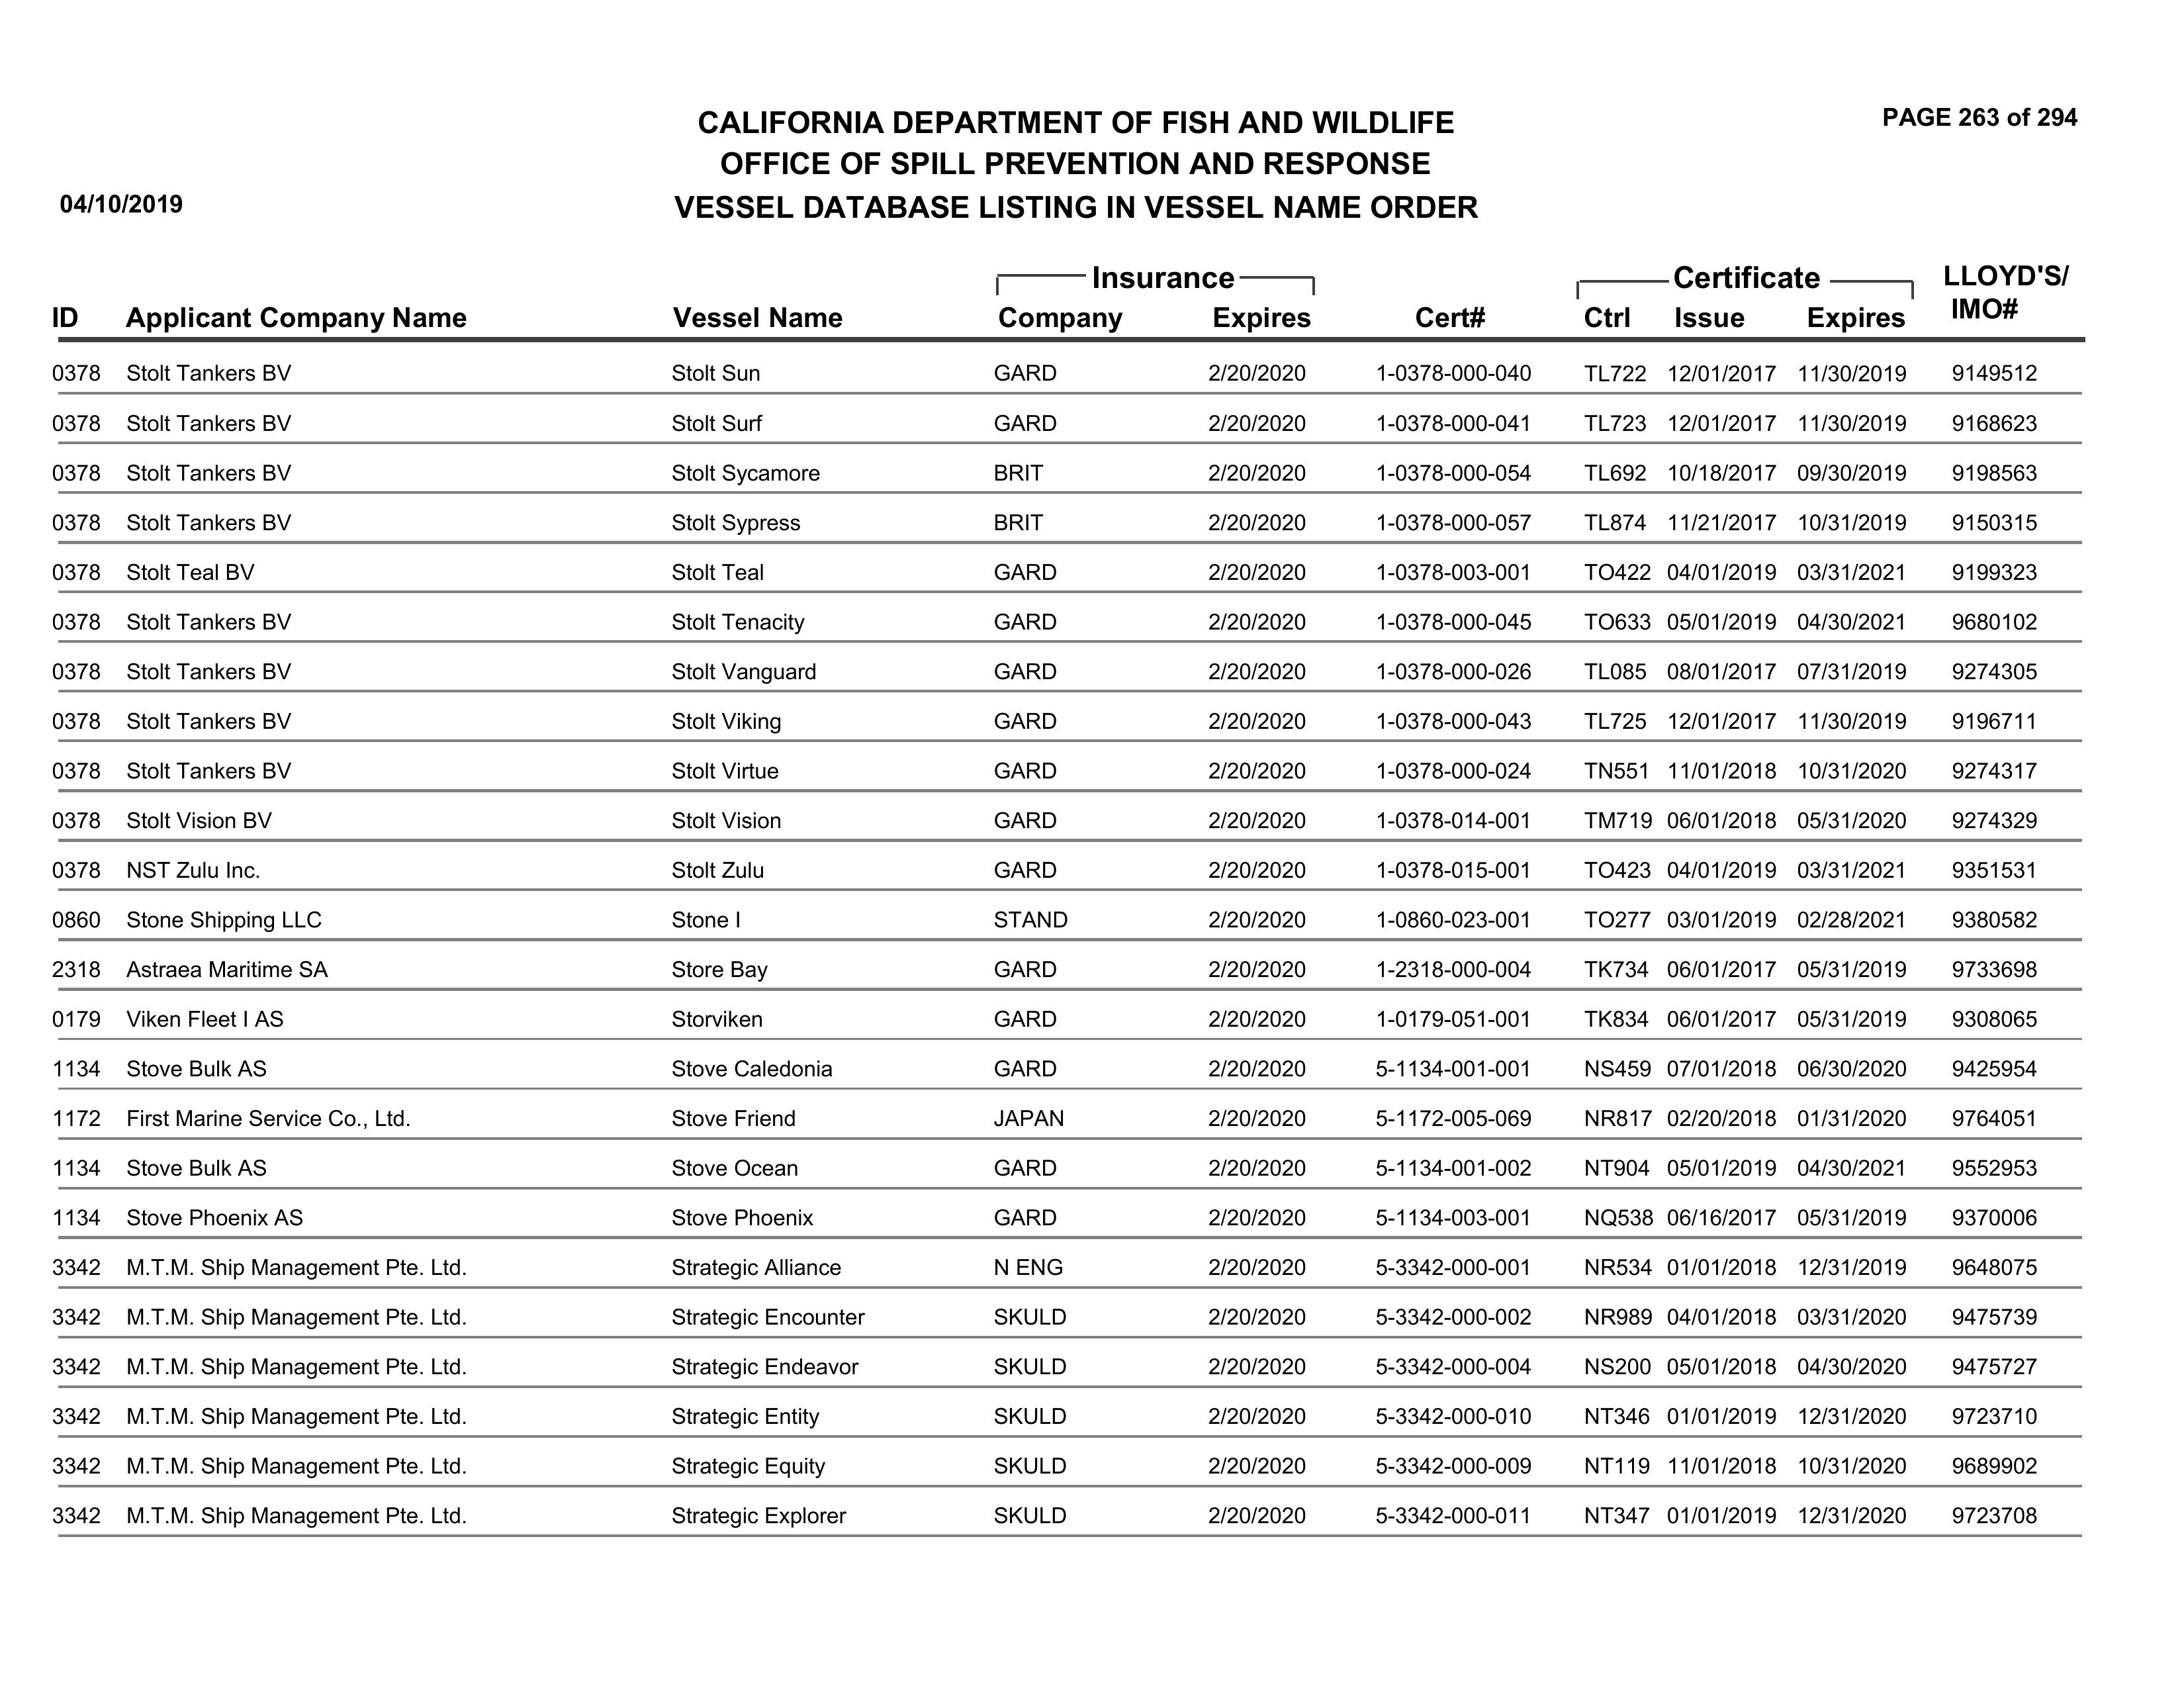 CALIFORNIA DEPARTMENT OF FISH AND WILDLIFE
PAGE 263 of 294
OFFICE OF SPILL PREVENTION AND RESPONSE
04/10/2019
VESSEL DATABASE LISTING IN VESSEL NAME ORDER
Insurance Certificate LLOYD'S/
ID Applicant Company Name Vessel Name Company Expires Cert# Ctrl Issue Expires IMO#
0378 Stolt Tankers BV Stolt Sun GARD 2/20/2020 1-0378-000-040 TL722 12/01/2017 11/30/2019 9149512
0378 Stolt Tankers BV Stolt Surf GARD 2/20/2020 1-0378-000-041 TL723 12/01/2017 11/30/2019 9168623
0378 Stolt Tankers BV Stolt Sycamore BRIT 2/20/2020 1-0378-000-054 TL692 10/18/2017 09/30/2019 9198563
0378 Stolt Tankers BV Stolt Sypress BRIT 2/20/2020 1-0378-000-057 TL874 11/21/2017 10/31/2019 9150315
0378 Stolt Teal BV Stolt Teal GARD 2/20/2020 1-0378-003-001 TO422 04/01/2019 03/31/2021 9199323
0378 Stolt Tankers BV Stolt Tenacity GARD 2/20/2020 1-0378-000-045 TO633 05/01/2019 04/30/2021 9680102
0378 Stolt Tankers BV Stolt Vanguard GARD 2/20/2020 1-0378-000-026 TL085 08/01/2017 07/31/2019 9274305
0378 Stolt Tankers BV Stolt Viking GARD 2/20/2020 1-0378-000-043 TL725 12/01/2017 11/30/2019 9196711
0378 Stolt Tankers BV Stolt Virtue GARD 2/20/2020 1-0378-000-024 TN551 11/01/2018 10/31/2020 9274317
0378 Stolt Vision BV Stolt Vision GARD 2/20/2020 1-0378-014-001 TM719 06/01/2018 05/31/2020 9274329
0378 NST Zulu Inc. Stolt Zulu GARD 2/20/2020 1-0378-015-001 TO423 04/01/2019 03/31/2021 9351531
0860 Stone Shipping LLC Stone I STAND 2/20/2020 1-0860-023-001 TO277 03/01/2019 02/28/2021 9380582
2318 Astraea Maritime SA Store Bay GARD 2/20/2020 1-2318-000-004 TK734 06/01/2017 05/31/2019 9733698
0179 Viken Fleet I AS Storviken GARD 2/20/2020 1-0179-051-001 TK834 06/01/2017 05/31/2019 9308065
1134 Stove Bulk AS Stove Caledonia GARD 2/20/2020 5-1134-001-001 NS459 07/01/2018 06/30/2020 9425954
1172 First Marine Service Co., Ltd. Stove Friend JAPAN 2/20/2020 5-1172-005-069 NR817 02/20/2018 01/31/2020 9764051
1134 Stove Bulk AS Stove Ocean GARD 2/20/2020 5-1134-001-002 NT904 05/01/2019 04/30/2021 9552953
1134 Stove Phoenix AS Stove Phoenix GARD 2/20/2020 5-1134-003-001 NQ538 06/16/2017 05/31/2019 9370006
3342 M.T.M. Ship Management Pte. Ltd. Strategic Alliance N ENG 2/20/2020 5-3342-000-001 NR534 01/01/2018 12/31/2019 9648075
3342 M.T.M. Ship Management Pte. Ltd. Strategic Encounter SKULD 2/20/2020 5-3342-000-002 NR989 04/01/2018 03/31/2020 9475739
3342 M.T.M. Ship Management Pte. Ltd. Strategic Endeavor SKULD 2/20/2020 5-3342-000-004 NS200 05/01/2018 04/30/2020 9475727
3342 M.T.M. Ship Management Pte. Ltd. Strategic Entity SKULD 2/20/2020 5-3342-000-010 NT346 01/01/2019 12/31/2020 9723710
3342 M.T.M. Ship Management Pte. Ltd. Strategic Equity SKULD 2/20/2020 5-3342-000-009 NT119 11/01/2018 10/31/2020 9689902
3342 M.T.M. Ship Management Pte. Ltd. Strategic Explorer SKULD 2/20/2020 5-3342-000-011 NT347 01/01/2019 12/31/2020 9723708